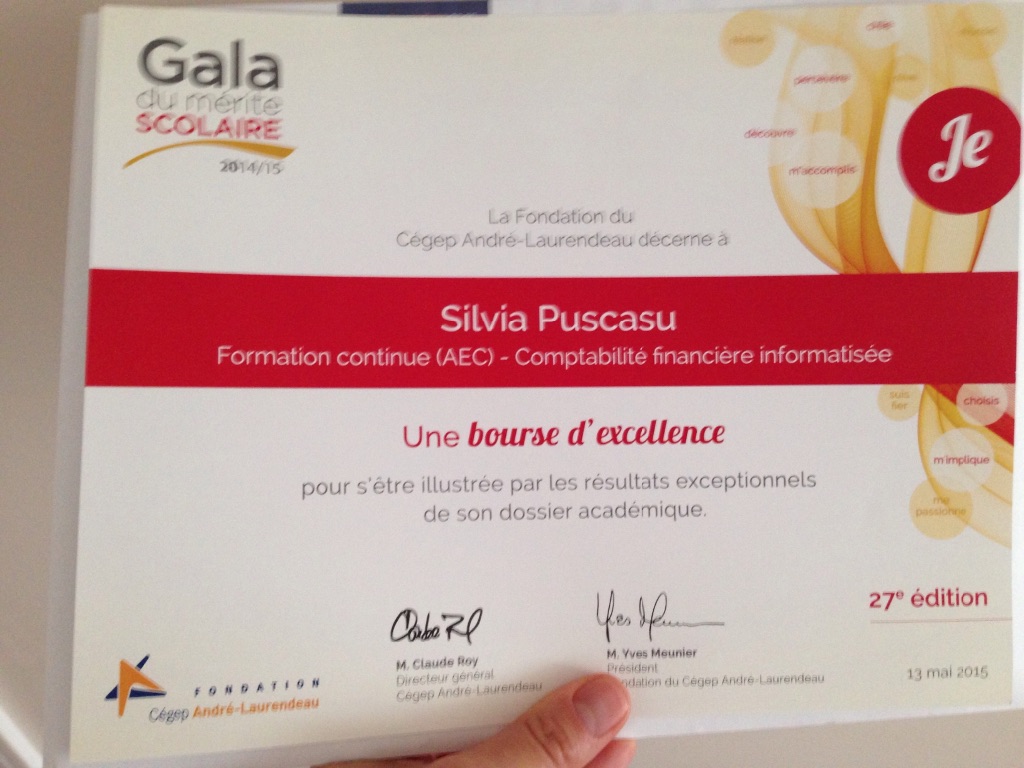 Gala
du mérite
SCOLAIRE
2014/15
persévère
découvre
m'accomplis
Je
La Fondation du
Cégep André-Laurendeau décerne à
Silvia Puscasu
Formation continue (AEC) - Comptabilité financière informatisée
suis
fier
choisis
m'implique
me
passionne
Une bourse d'excellence
pour s'être illustrée par les résultats exceptionnels
de son dossier académique.
27e édition
M. Claude Roy
Directeur général
Cégep André-Laurendeau
Yves Meunier
M. Yves Meunier
Président
ndation du Cégep André-Laurendeau
13 mai 2015
FONDATION
Cégep André-Laurendeau